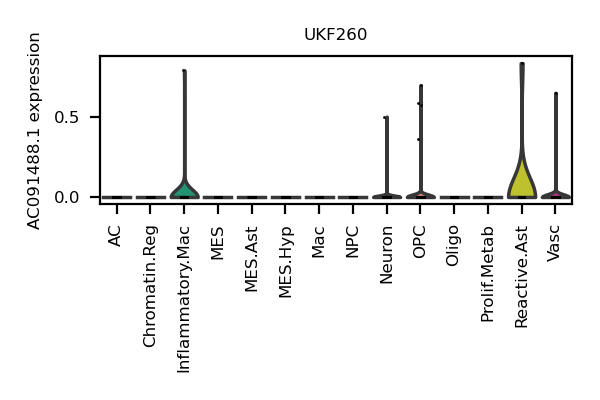 UKF260
AC091488.1 expression
0.5
0.0
AC
Chromatin.Reg
Inflammatory.Mac
MES
MES.Ast
MES.Hyp
Mac
NPC
Neuron
OPC
Oligo
Prolif.Metab
Reactive.Ast
Vasc